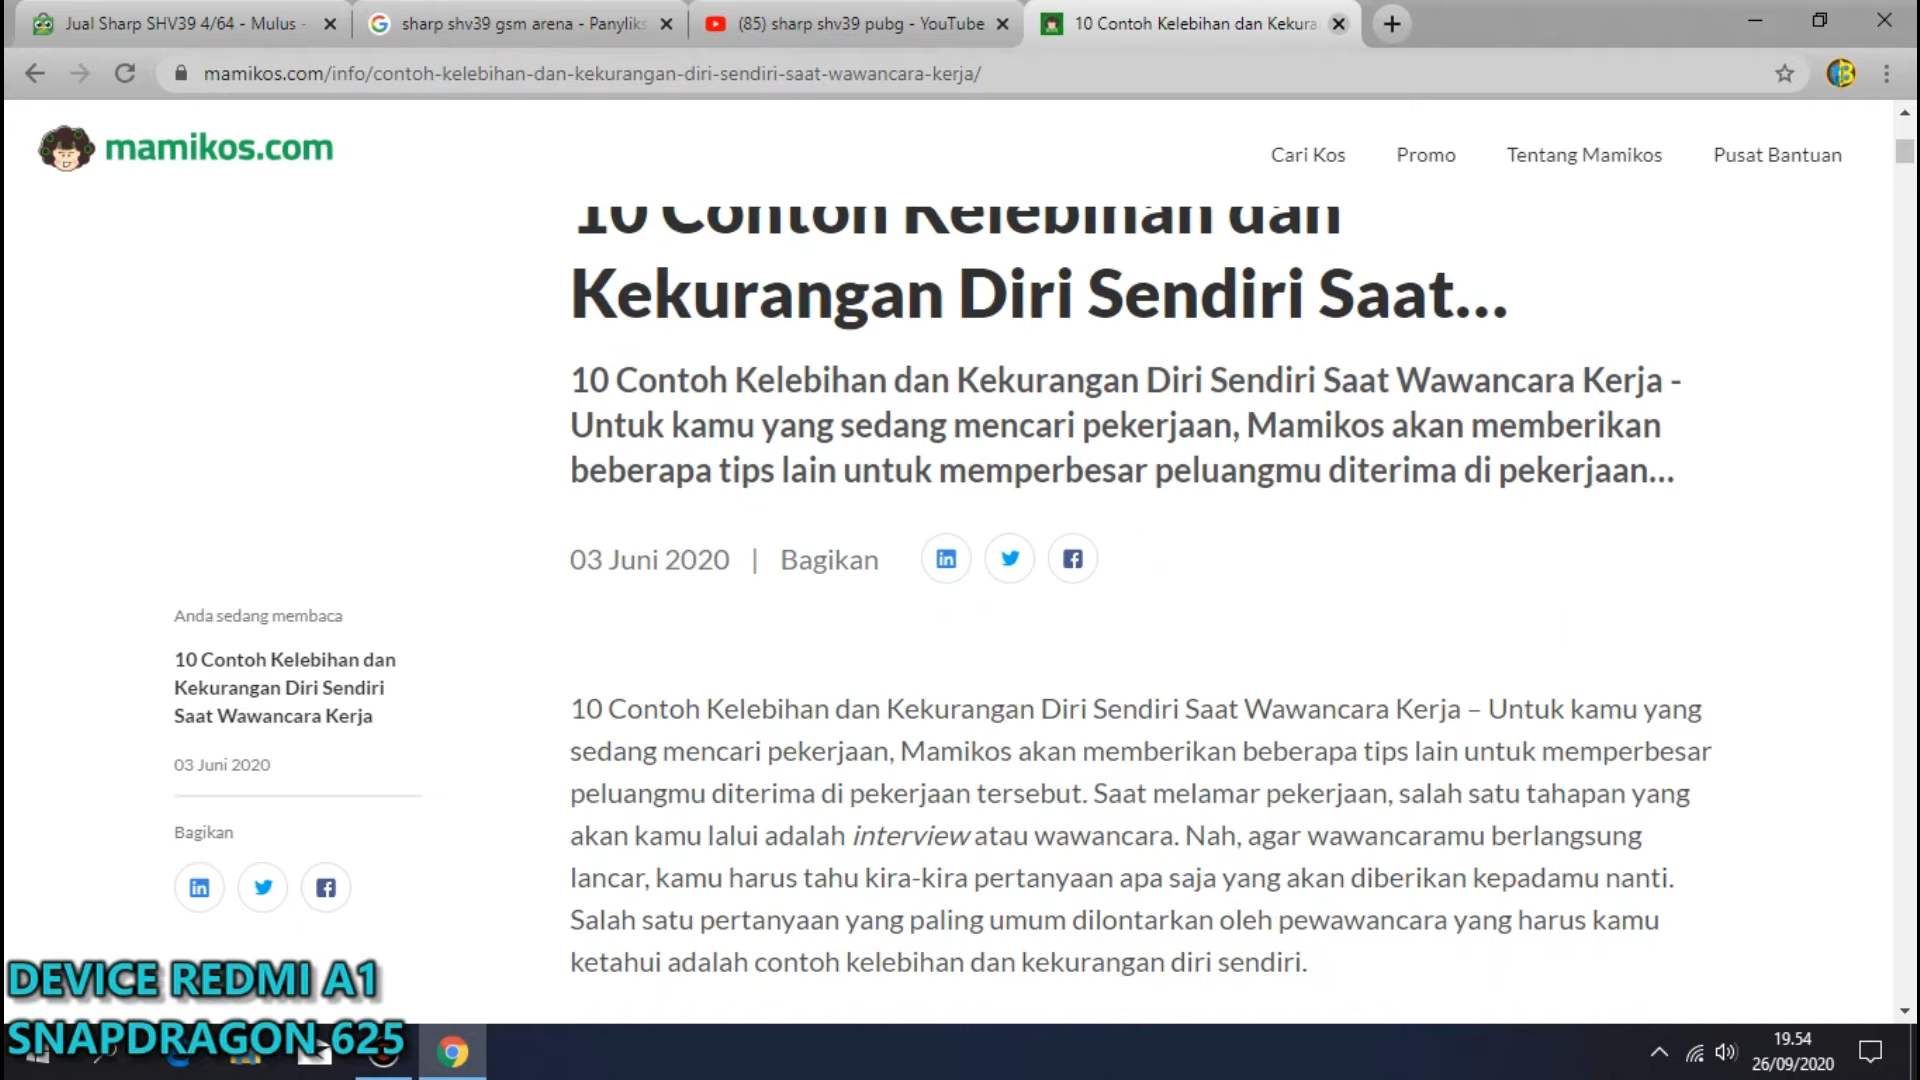 Jual Sharp SHV39 4/64 - Mulus -
sharp shv39 gsm arena - Panyliks
(85) sharp shv39 pubg - YouTube
10 Contoh Kelebihan dan Kekura
mamikos.com/info/contoh-kelebihan-dan-kekurangan-diri-sendiri-saat-wawancara-kerja/
mamikos.com
Cari Kos
Promo
Tentang Mamikos
Pusat Bantuan
10 Contoh Kelebihan dan
Kekurangan Diri Sendiri Saat...
10 Contoh Kelebihan dan Kekurangan Diri Sendiri Saat Wawancara Kerja -
Untuk kamu yang sedang mencari pekerjaan, Mamikos akan memberikan
beberapa tips lain untuk memperbesar peluangmu diterima di pekerjaan...
03 Juni 2020 | Bagikan
Anda sedang membaca
10 Contoh Kelebihan dan
Kekurangan Diri Sendiri
Saat Wawancara Kerja
03 Juni 2020
Bagikan
10 Contoh Kelebihan dan Kekurangan Diri Sendiri Saat Wawancara Kerja – Untuk kamu yang
sedang mencari pekerjaan, Mamikos akan memberikan beberapa tips lain untuk memperbesar
peluangmu diterima di pekerjaan tersebut. Saat melamar pekerjaan, salah satu tahapan yang
akan kamu lalui adalah interview atau wawancara. Nah, agar wawancaramu berlangsung
lancar, kamu harus tahu kira-kira pertanyaan apa saja yang akan diberikan kepadamu nanti.
Salah satu pertanyaan yang paling umum dilontarkan oleh pewawancara yang harus kamu
ketahui adalah contoh kelebihan dan kekurangan diri sendiri.
DEVICE REDMI A1
SNAPDRAGON 625
19.54
26/09/2020